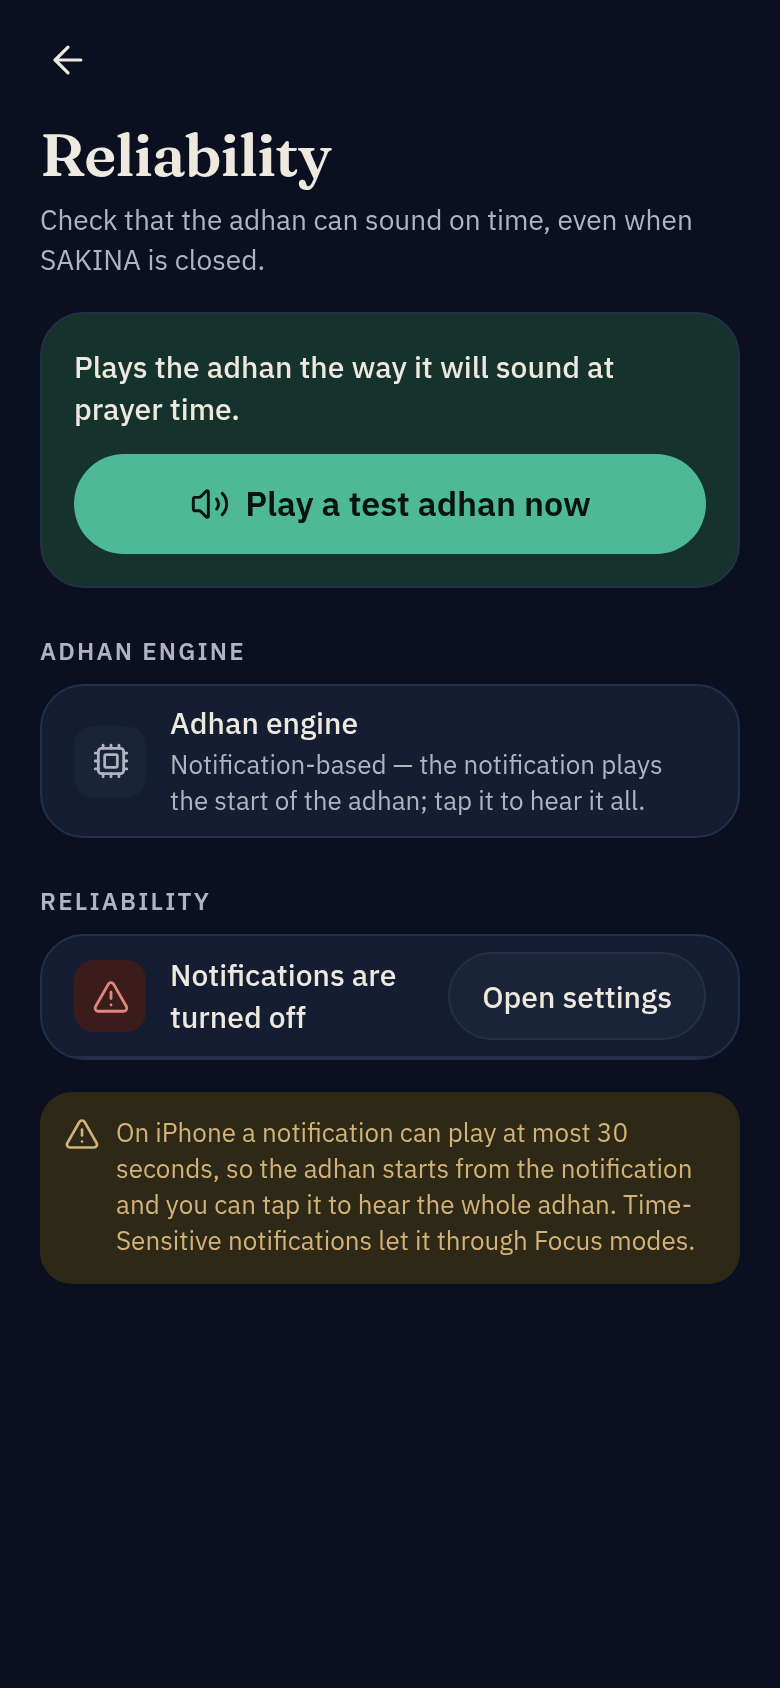 Reliability
Check that the adhan can sound on time, even when
SAKINA is closed.
Plays the adhan the way it will sound at
prayer time.
Play a test adhan now
ADHAN ENGINE
Adhan engine
Notification-based — the notification plays
the start of the adhan; tap it to hear it all.
RELIABILITY
Notifications are
turned off
Open settings
On iPhone a notification can play at most 30
seconds, so the adhan starts from the notification
and you can tap it to hear the whole adhan. Time-
Sensitive notifications let it through Focus modes.